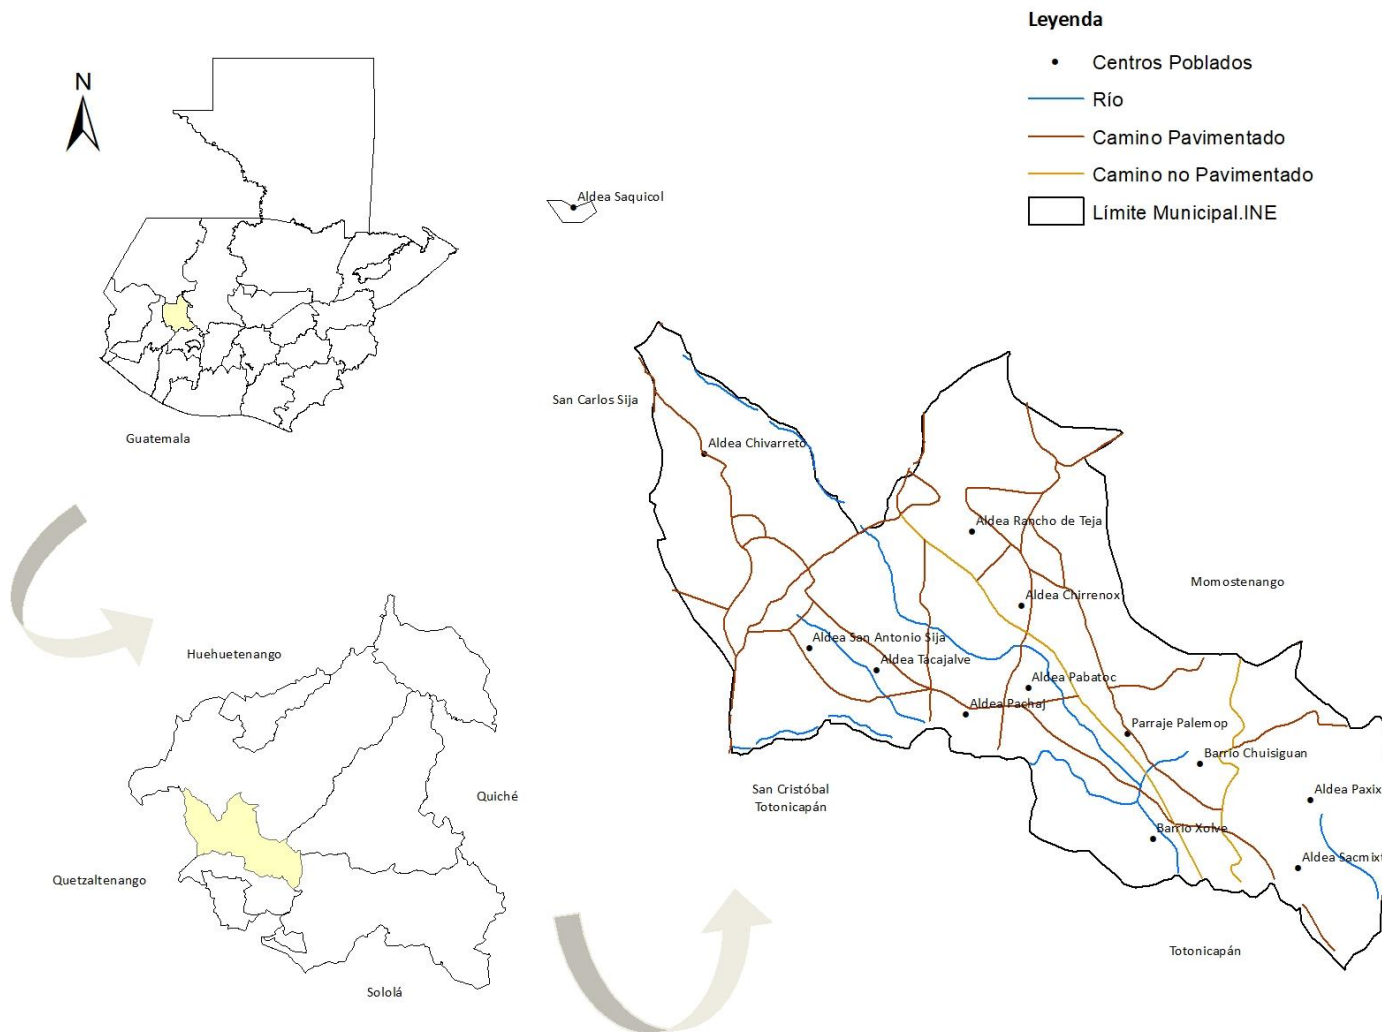 Leyenda
Centros Poblados
Río
Camino Pavimentado
Camino no Pavimentado
Límite Municipal.INE
N
Guatemala
Aldea Saquicol
San Carlos Sija
Aldea Chivarreto
Aldea Rancho de Teja
Momostenango
Aldea Chirrenox
Aldea San Antonio Sija
Aldea Tacajalve
Aldea Pabatoc
Aldea Pachaj
Parraje Palemop
Barrio Chuisiguan
San Cristóbal
Totonicapán
Aldea Paxix
Barrio Xolve
Aldea Sacmixt
Totonicapán
Huehuetenango
Quiché
Quetzaltenango
Sololá